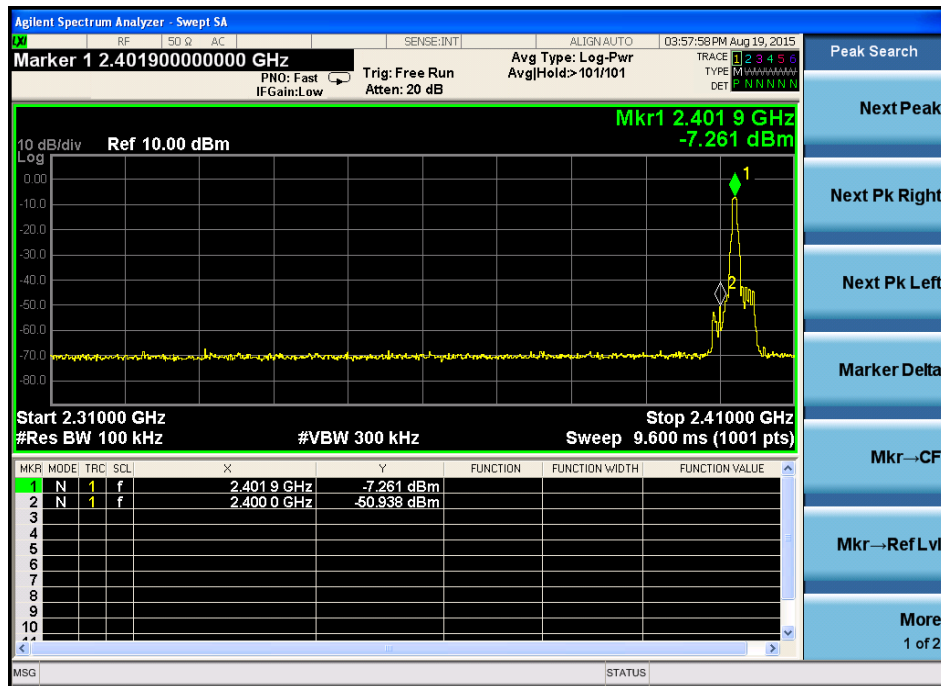 Agilent Spectrum Analyzer - Swept SA
LXI RF 50 Ω AC SENSE:INT ALIGN AUTO 03:57:58 PM Aug 19, 2015
Marker 1 2.401900000000 GHz
PNO: Fast
IFGain:Low
Trig: Free Run
Atten: 20 dB
Avg Type: Log-Pwr
Avg|Hold:>101/101
TRACE 1 2 3 4 5 6
TYPE M WWWWW
DET P N N N N N
Mkr1 2.401 9 GHz
-7.261 dBm
10 dB/div
Log
Ref 10.00 dBm
0.00
-10.0
-20.0
-30.0
-40.0
-50.0
-60.0
-70.0
-80.0
1
2
Start 2.31000 GHz
Stop 2.41000 GHz
#Res BW 100 kHz
#VBW 300 kHz
Sweep 9.600 ms (1001 pts)
MKR MODE TRC SCL X Y FUNCTION FUNCTION WIDTH FUNCTION VALUE
1 N 1 f 2.401 9 GHz -7.261 dBm
2 N 1 f 2.400 0 GHz -50.938 dBm
3
4
5
6
7
8
9
10
11
MSG
STATUS
Peak Search
Next Peak
Next Pk Right
Next Pk Left
Marker Delta
Mkr→CF
Mkr→Ref Lvl
More
1 of 2